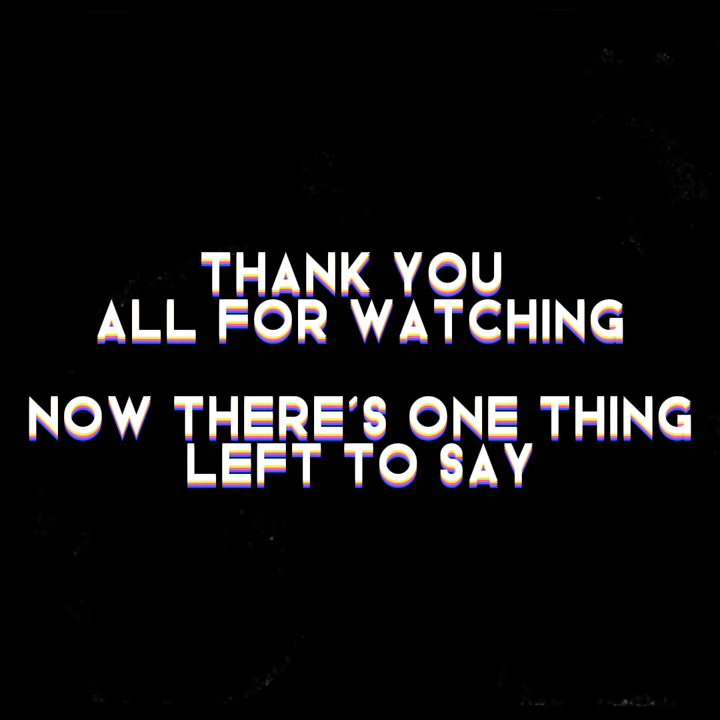 THANK YOU
ALL FOR WATCHING
NOW THERE'S ONE THING
LEFT TO SAY